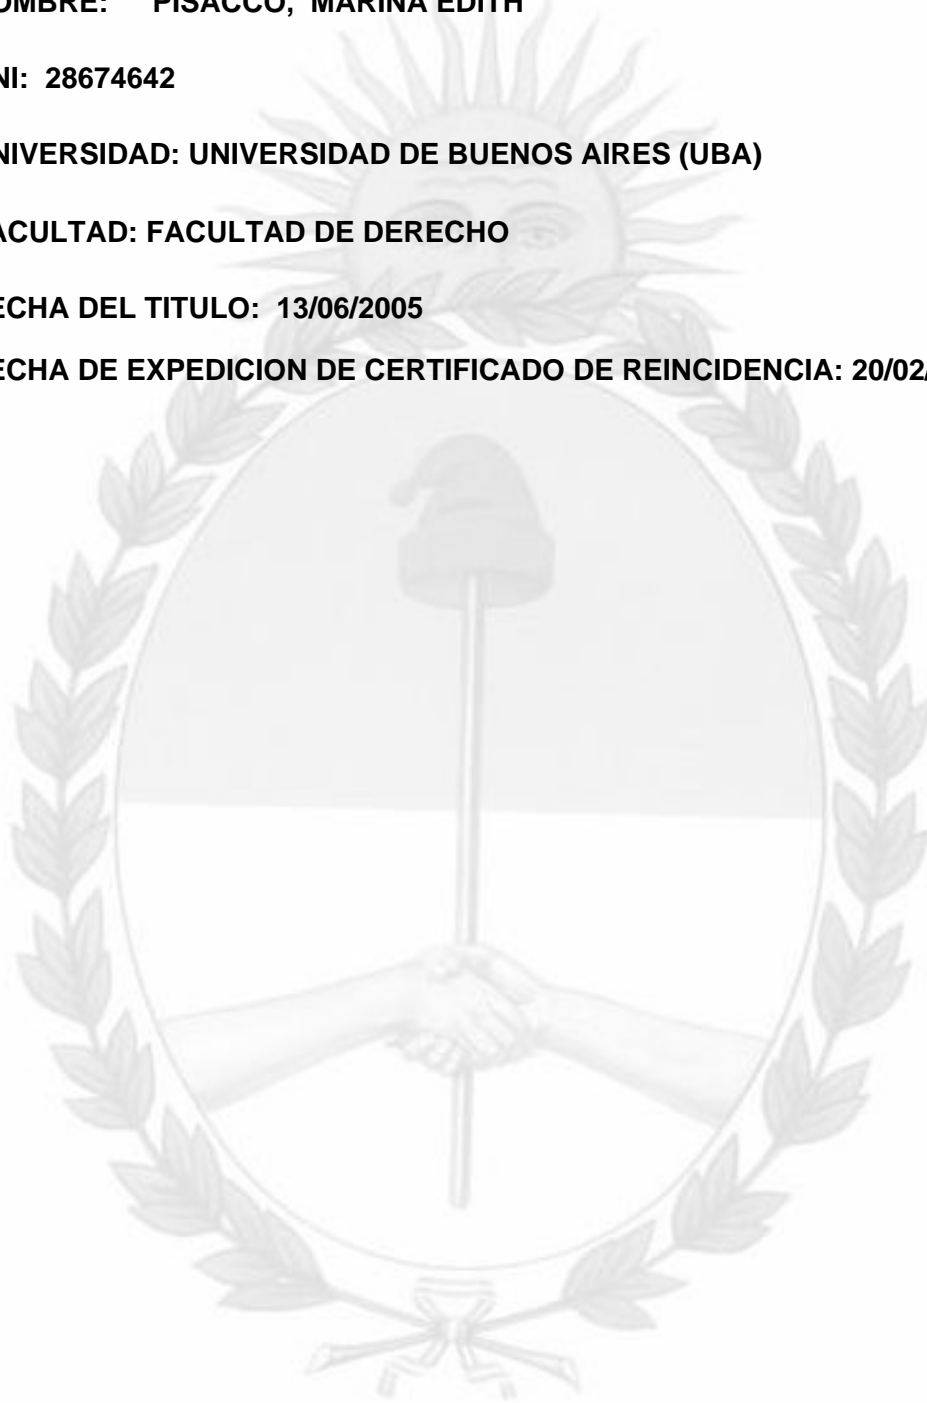 OMBRE: PISACCO, MARINA EDITH
NI: 28674642
NIVERSIDAD: UNIVERSIDAD DE BUENOS AIRES (UBA)
ACULTAD: FACULTAD DE DERECHO
ECHA DEL TITULO: 13/06/2005
ECHA DE EXPEDICION DE CERTIFICADO DE REINCIDENCIA: 20/02/